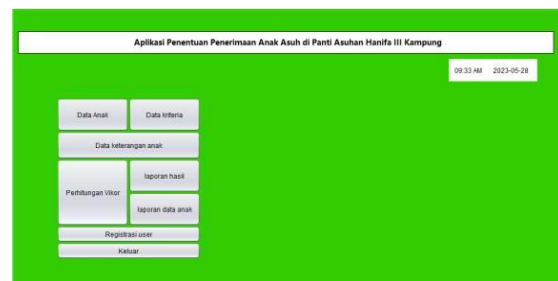 Aplikasi Penentuan Penerimaan Anak Asuh di Panti Asuhan Hanifa III Kampung
09:33 AM 2023-05-28
Data Anak Data kriteria
Data keterangan anak
Perhitungan Vikor laporan hasil
laporan data anak
Registrasi user
Keluar